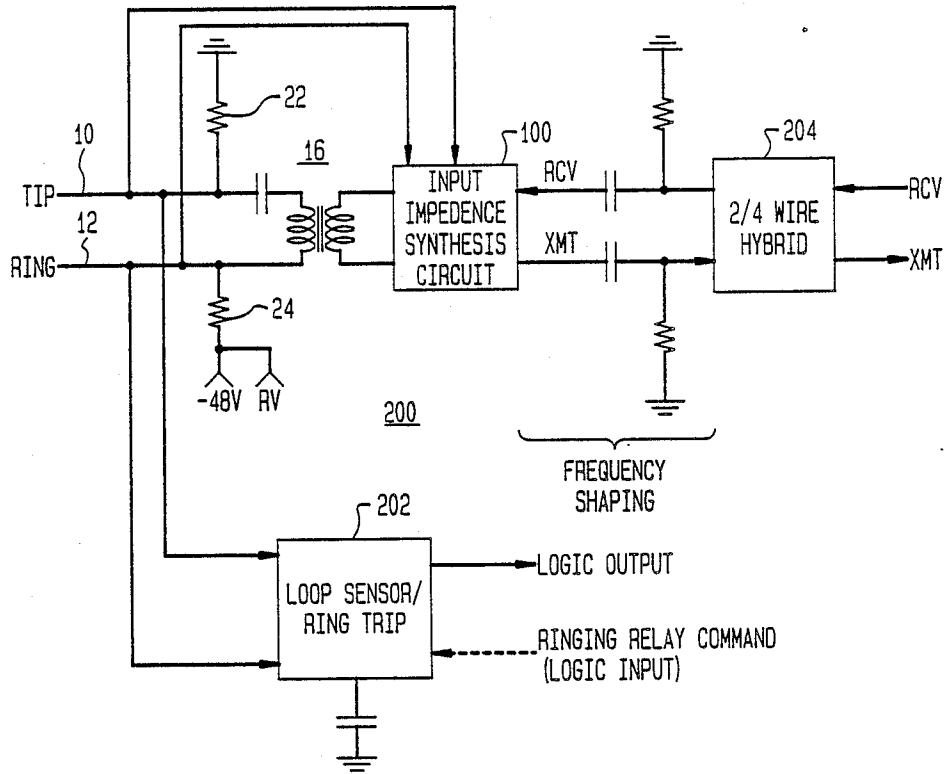 22
10
16
100
204
TIP
RCV
RCV
INPUT
IMPEDENCE
SYNTHESIS
CIRCUIT
2/4 WIRE
HYBRID
12
RING
XMT
XMT
24
-48V
RV
200
FREQUENCY
SHAPING
202
LOOP SENSOR/
RING TRIP
LOGIC OUTPUT
RINGING RELAY COMMAND
(LOGIC INPUT)